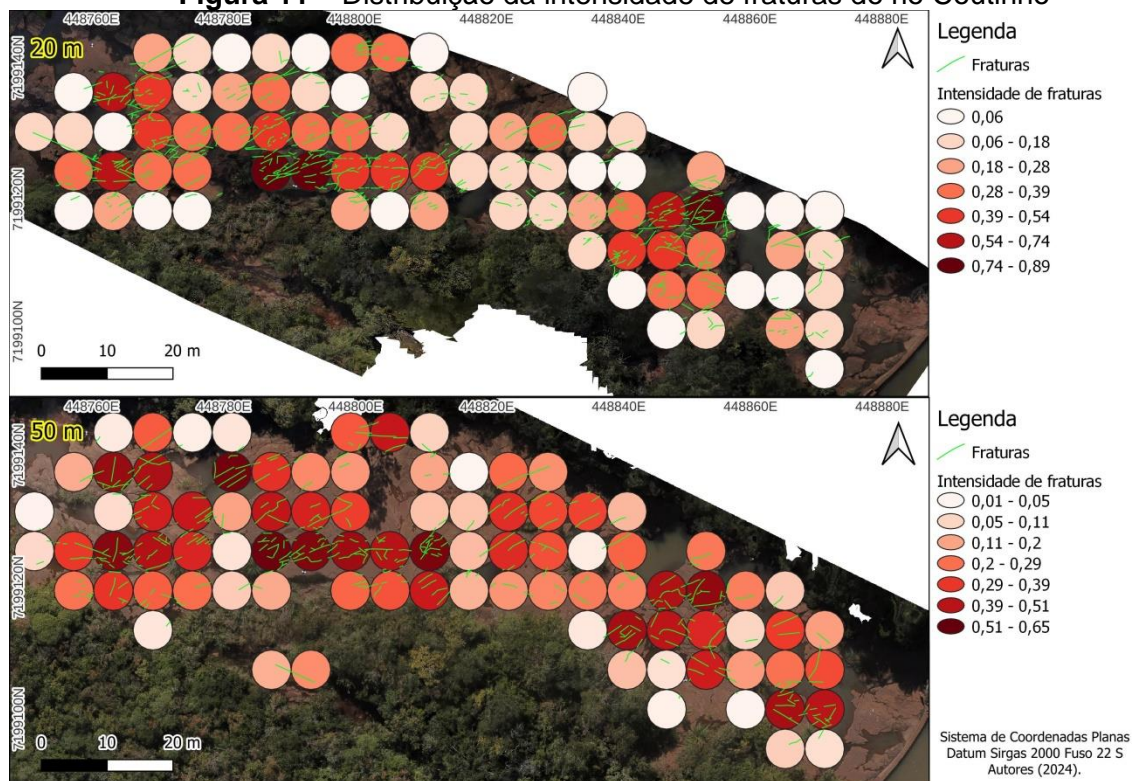 Figura 11 – Distribuição da intensidade de fraturas do rio Coutinho
448760E 448780E 448800E 448820E 448840E 448860E 448880E
20 m
7199140N
7199120N
7199100N
0 10 20 m
Legenda
Fraturas
Intensidade de fraturas
0,06
0,06 - 0,18
0,18 - 0,28
0,28 - 0,39
0,39 - 0,54
0,54 - 0,74
0,74 - 0,89
448760E 448780E 448800E 448820E 448840E 448860E 448880E
50 m
7199140N
7199120N
7199100N
0 10 20 m
Legenda
Fraturas
Intensidade de fraturas
0,01 - 0,05
0,05 - 0,11
0,11 - 0,2
0,2 - 0,29
0,29 - 0,39
0,39 - 0,51
0,51 - 0,65
Sistema de Coordenadas Planas
Datum Sirgas 2000 Fuso 22 S
Autores (2024).